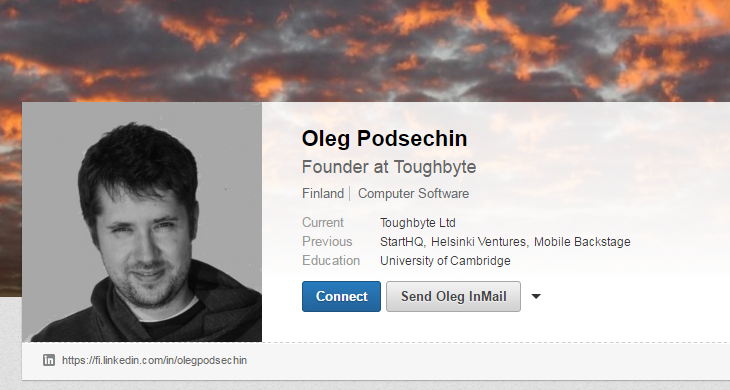 Oleg Podsechin
Founder at Toughbyte
Finland | Computer Software
Current Toughbyte Ltd
Previous StartHQ, Helsinki Ventures, Mobile Backstage
Education University of Cambridge
Connect Send Oleg InMail
in https://fi.linkedin.com/in/olegpodsechin